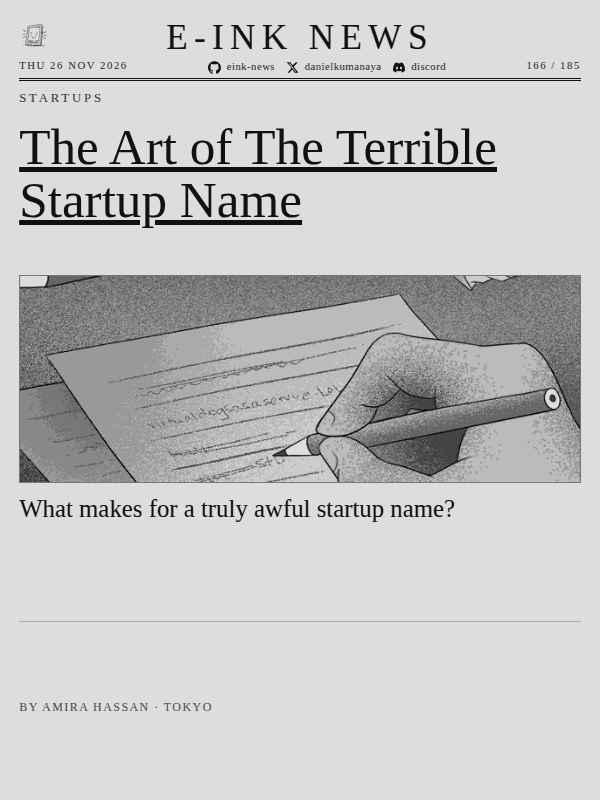 E-INK NEWS
THU 26 NOV 2026
eink-news danielkumanaya discord
166 / 185
STARTUPS
The Art of The Terrible
Startup Name
What makes for a truly awful startup name?
BY AMIRA HASSAN · TOKYO